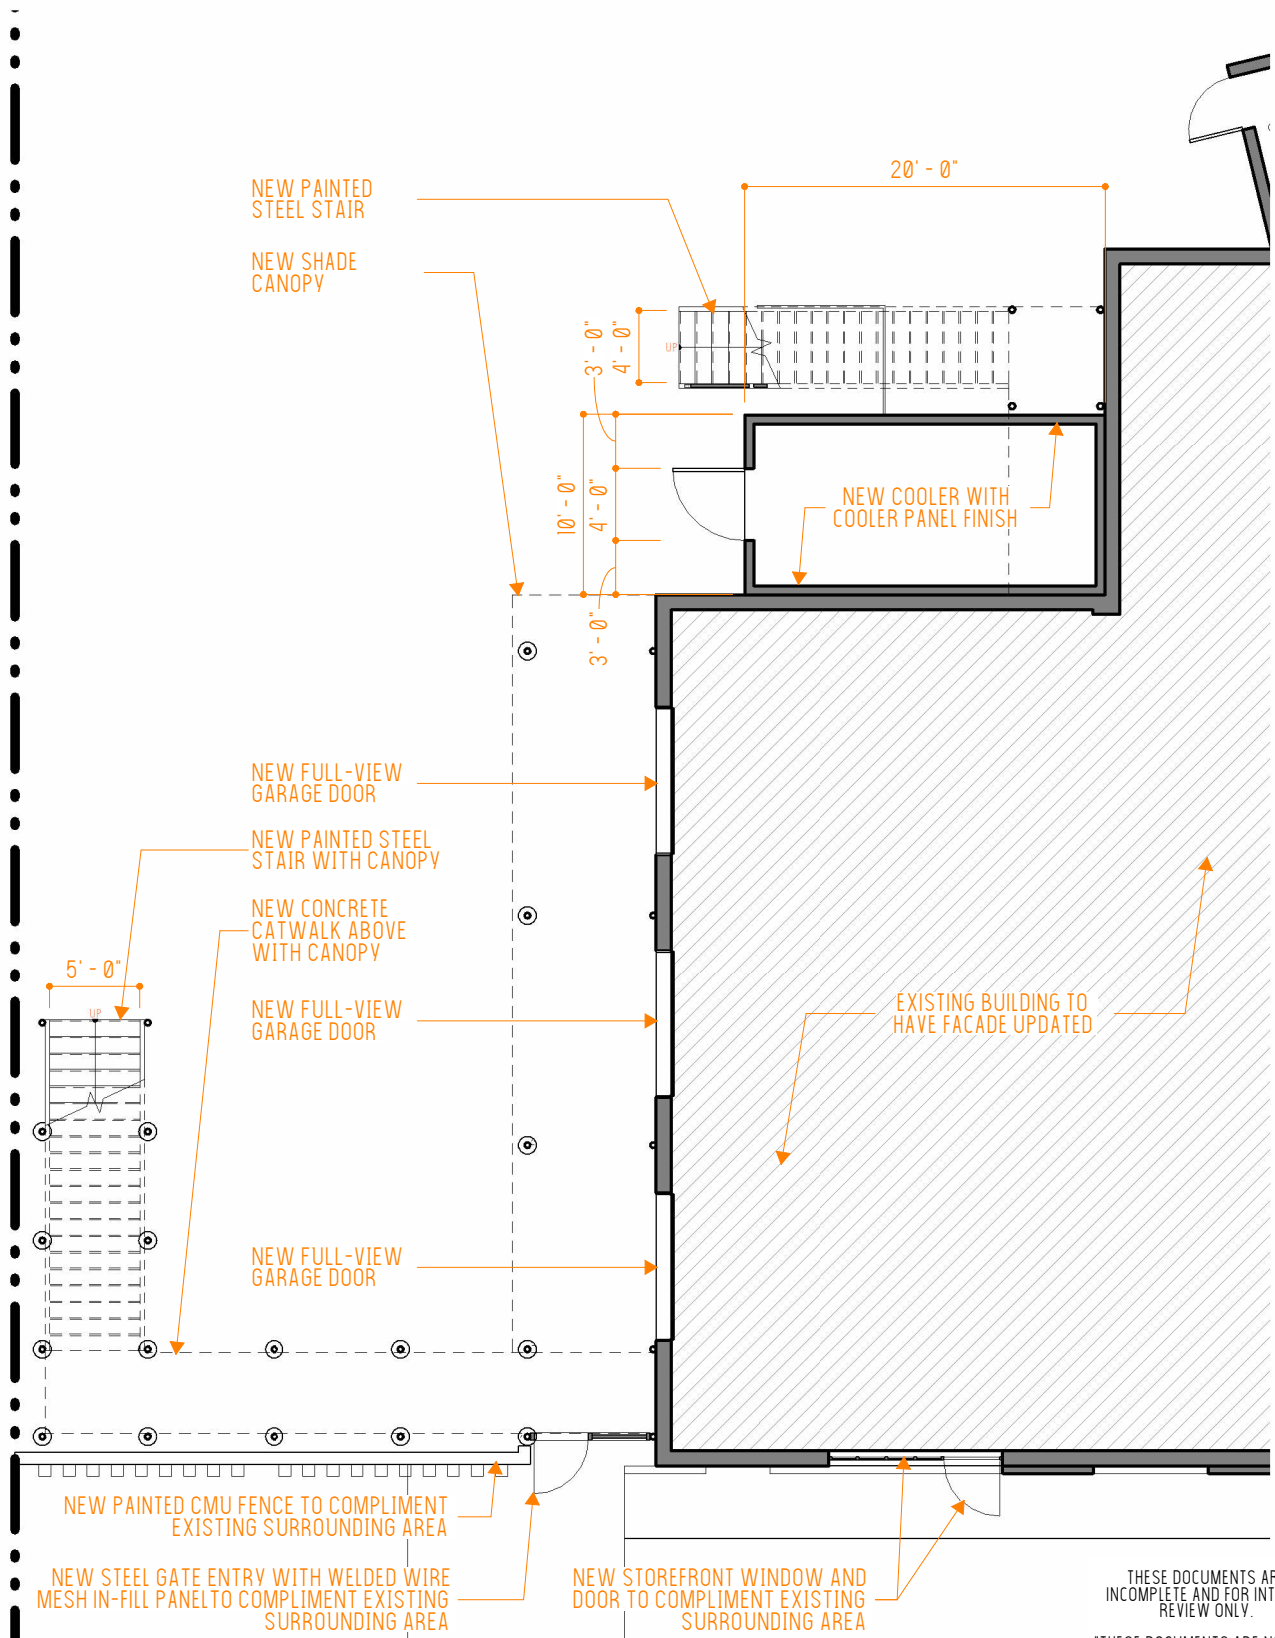 20' - 0"
NEW PAINTED
STEEL STAIR
NEW SHADE
CANOPY
3' - 0"
4' - 0"
UP
10' - 0"
4' - 0"
NEW COOLER WITH
COOLER PANEL FINISH
3' - 0"
NEW FULL-VIEW
GARAGE DOOR
NEW PAINTED STEEL
STAIR WITH CANOPY
NEW CONCRETE
CATWALK ABOVE
WITH CANOPY
5' - 0"
UP
NEW FULL-VIEW
GARAGE DOOR
EXISTING BUILDING TO
HAVE FACADE UPDATED
NEW FULL-VIEW
GARAGE DOOR
NEW PAINTED CMU FENCE TO COMPLIMENT
EXISTING SURROUNDING AREA
NEW STEEL GATE ENTRY WITH WELDED WIRE
MESH IN-FILL PANELTO COMPLIMENT EXISTING
SURROUNDING AREA
NEW STOREFRONT WINDOW AND
DOOR TO COMPLIMENT EXISTING
SURROUNDING AREA
THESE DOCUMENTS AR
INCOMPLETE AND FOR INT
REVIEW ONLY.